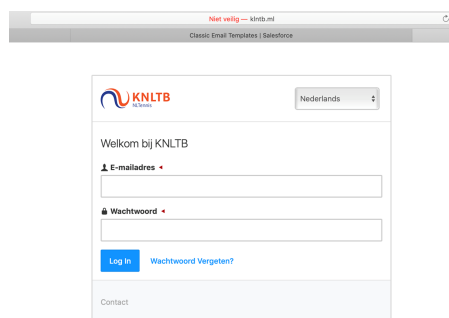 Niet veilig — klntb.ml
Classic Email Templates | Salesforce
KNLTB
NLTennis
Nederlands
Welkom bij KNLTB
E-mailadres
Wachtwoord
Log In Wachtwoord Vergeten?
Contact